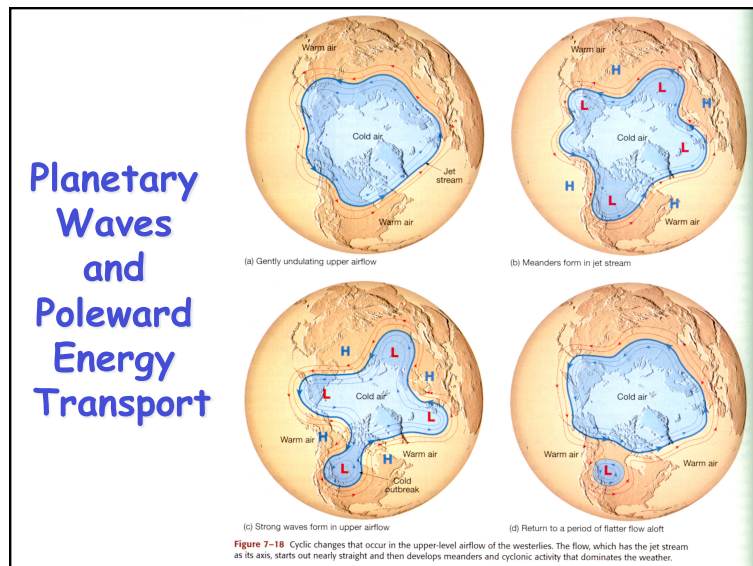 Planetary
Waves
and
Poleward
Energy
Transport
Warm air
Cold air
Jet
stream
Warm air
(a) Gently undulating upper airflow
Warm air
H
L
L
H
Cold air
L
H
L
H
Warm air
(b) Meanders form in jet stream
H
L
H
L
Cold air
L
Warm air
H
H
Warm air
L
Cold
outbreak
(c) Strong waves form in upper airflow
Cold air
Warm air
L
Warm air
(d) Return to a period of flatter flow aloft
Figure 7–18 Cyclic changes that occur in the upper-level airflow of the westerlies. The flow, which has the jet stream
as its axis, starts out nearly straight and then develops meanders and cyclonic activity that dominates the weather.